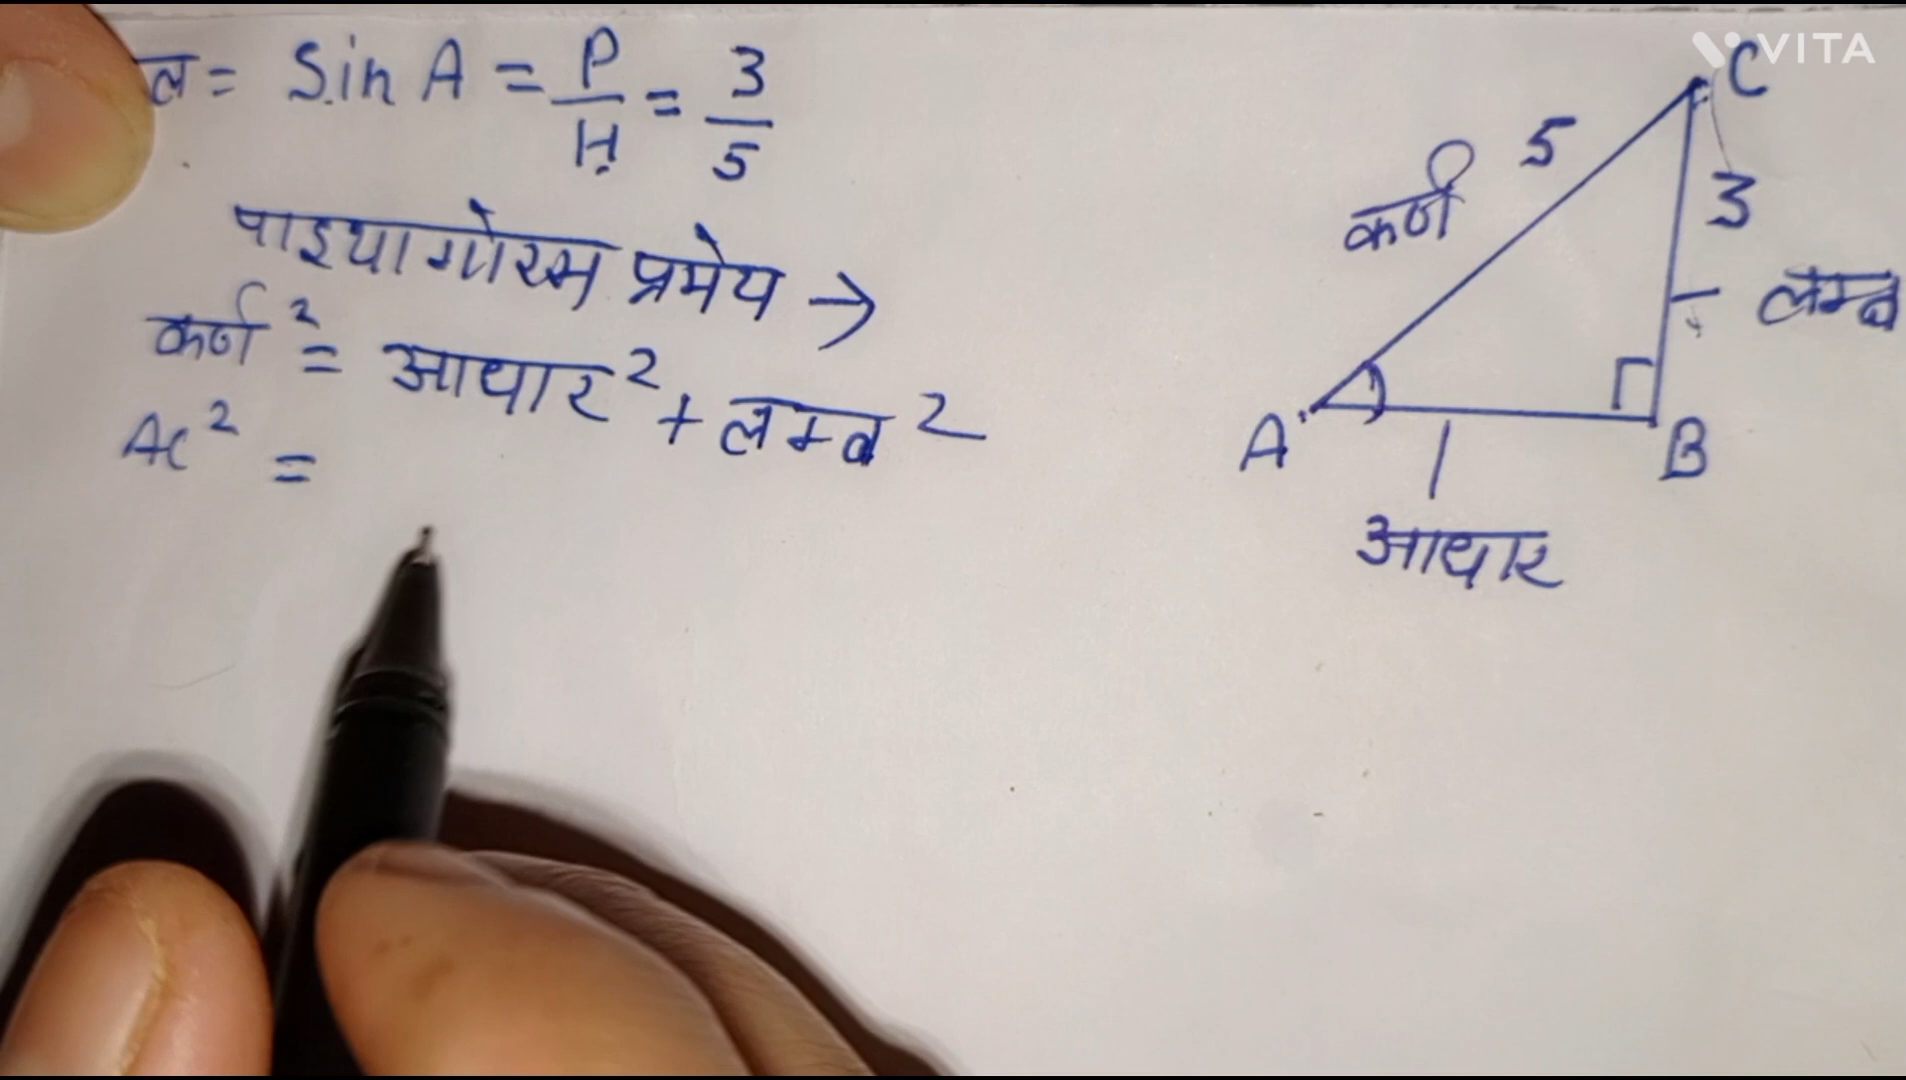 ल = Sin A = P/H = 3/5
पाइथागोरस प्रमेय →
कर्ण² = आधार² + लम्ब²
AC² =
VITA
C
5
कर्ण
3
लम्ब
A
B
आधार